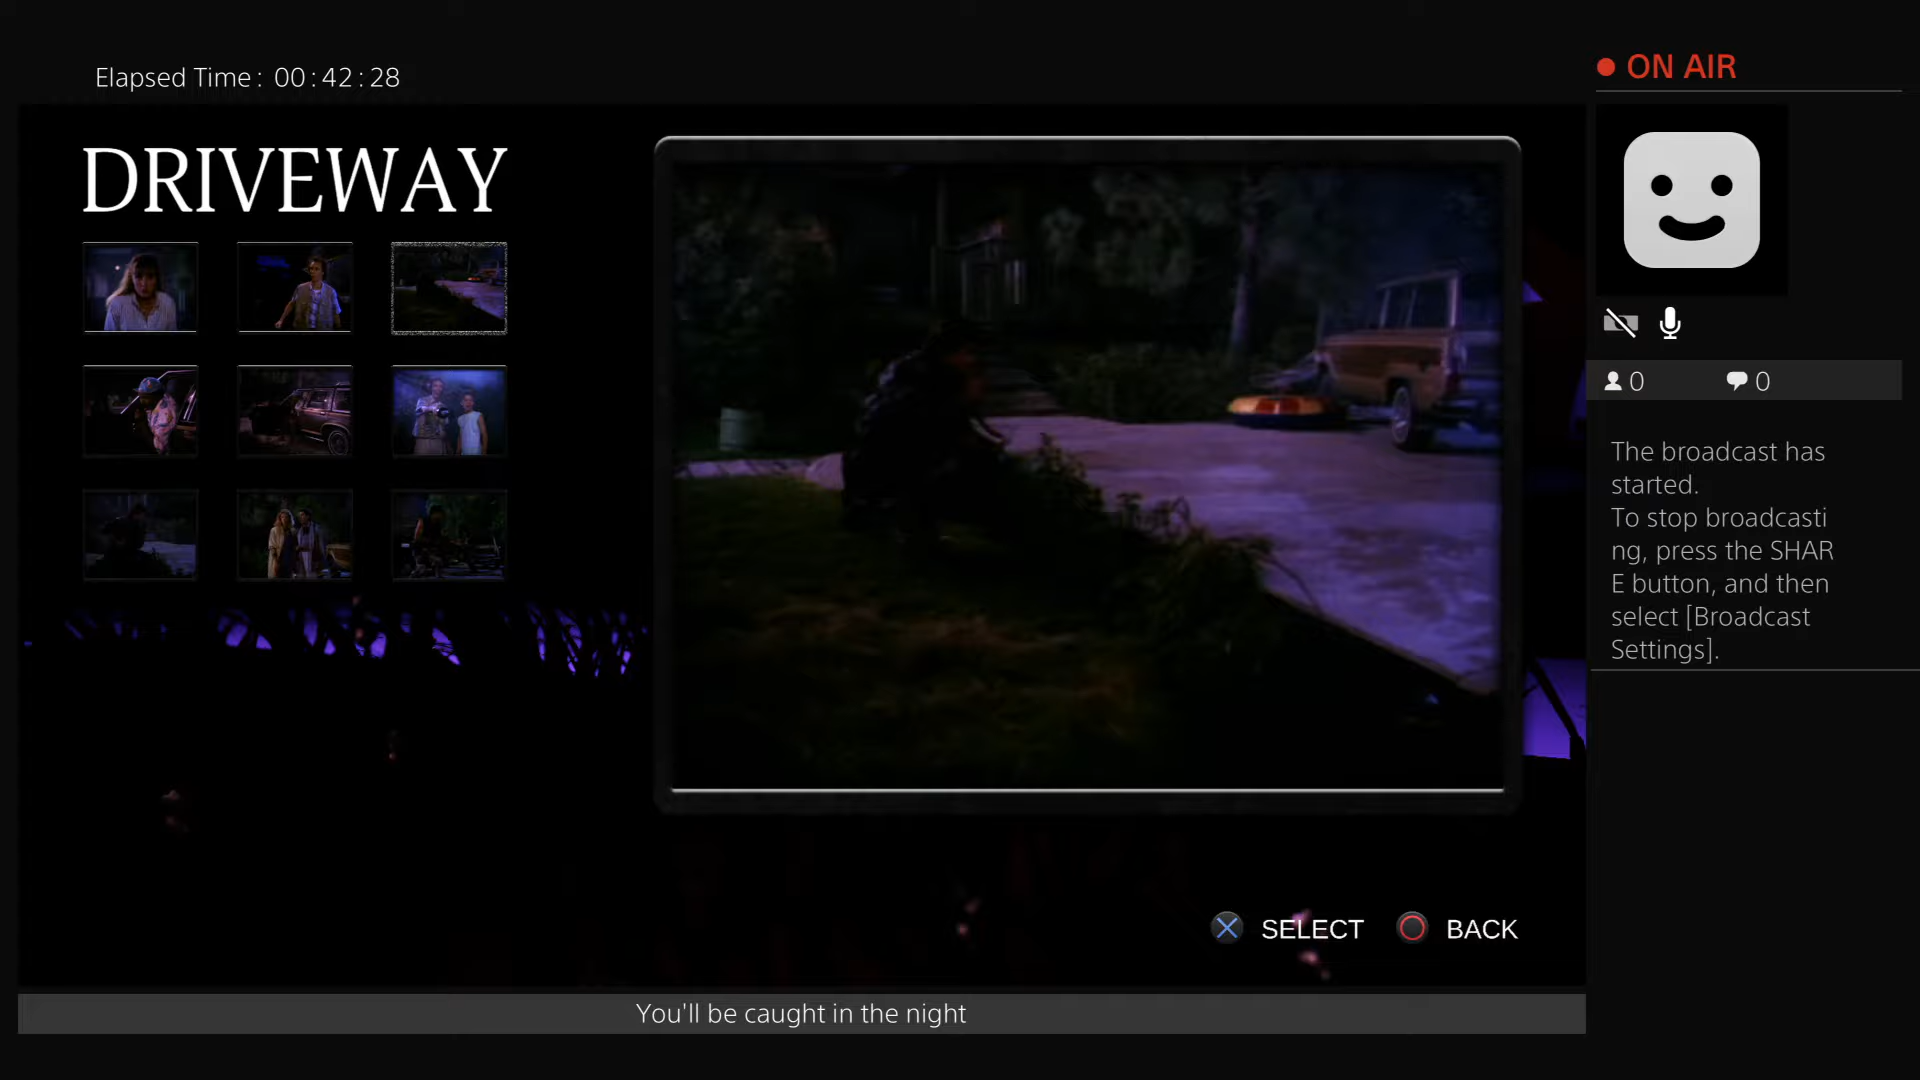 Elapsed Time: 00:42:28
ON AIR
DRIVEWAY
0
0
The broadcast has
started.
To stop broadcasti
ng, press the SHAR
E button, and then
select [Broadcast
Settings].
SELECT
BACK
You'll be caught in the night